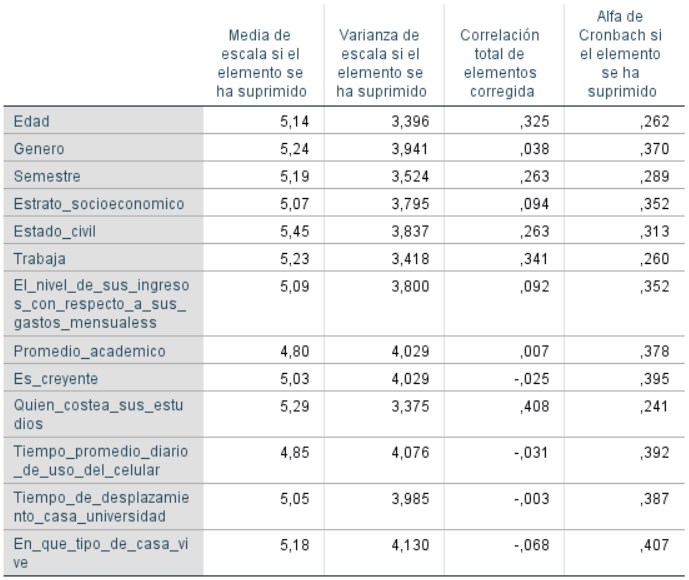 Media de escala si el elemento se ha suprimido	Varianza de escala si el elemento se ha suprimido	Correlación total de elementos corregida	Alfa de Cronbach si el elemento se ha suprimido
Edad	5,14	3,396	,325	,262
Genero	5,24	3,941	,038	,370
Semestre	5,19	3,524	,263	,289
Estrato_socioeconomico	5,07	3,795	,094	,352
Estado_civil	5,45	3,837	,263	,313
Trabaja	5,23	3,418	,341	,260
El_nivel_de_sus_ingreso	5,09	3,800	,092	,352
s_con_respecto_a_sus_
gastos_mensualess
Promedio_academico	4,80	4,029	,007	,378
Es_creyente	5,03	4,029	-,025	,395
Quien_costea_sus_estu	5,29	3,375	,408	,241
dios
Tiempo_promedio_diario	4,85	4,076	-,031	,392
_de_uso_del_celular
Tiempo_de_desplazamie	5,05	3,985	-,003	,387
nto_casa_universidad
En_que_tipo_de_casa_vi	5,18	4,130	-,068	,407
ve